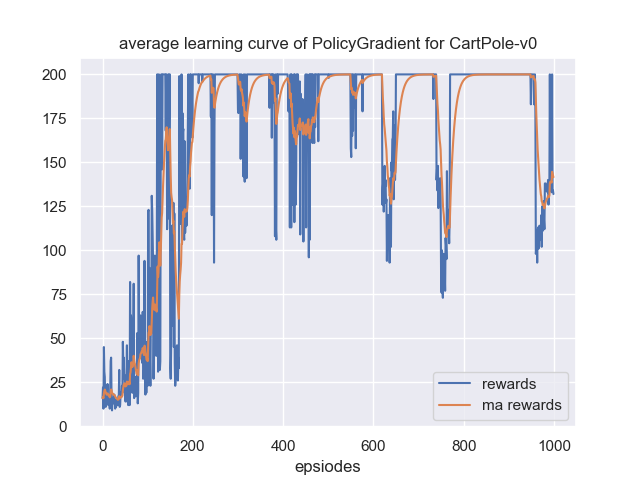 average learning curve of PolicyGradient for CartPole-v0
200
175
150
125
100
75
50
25
0
0 200 400 600 800 1000
epsiodes
rewards
ma rewards